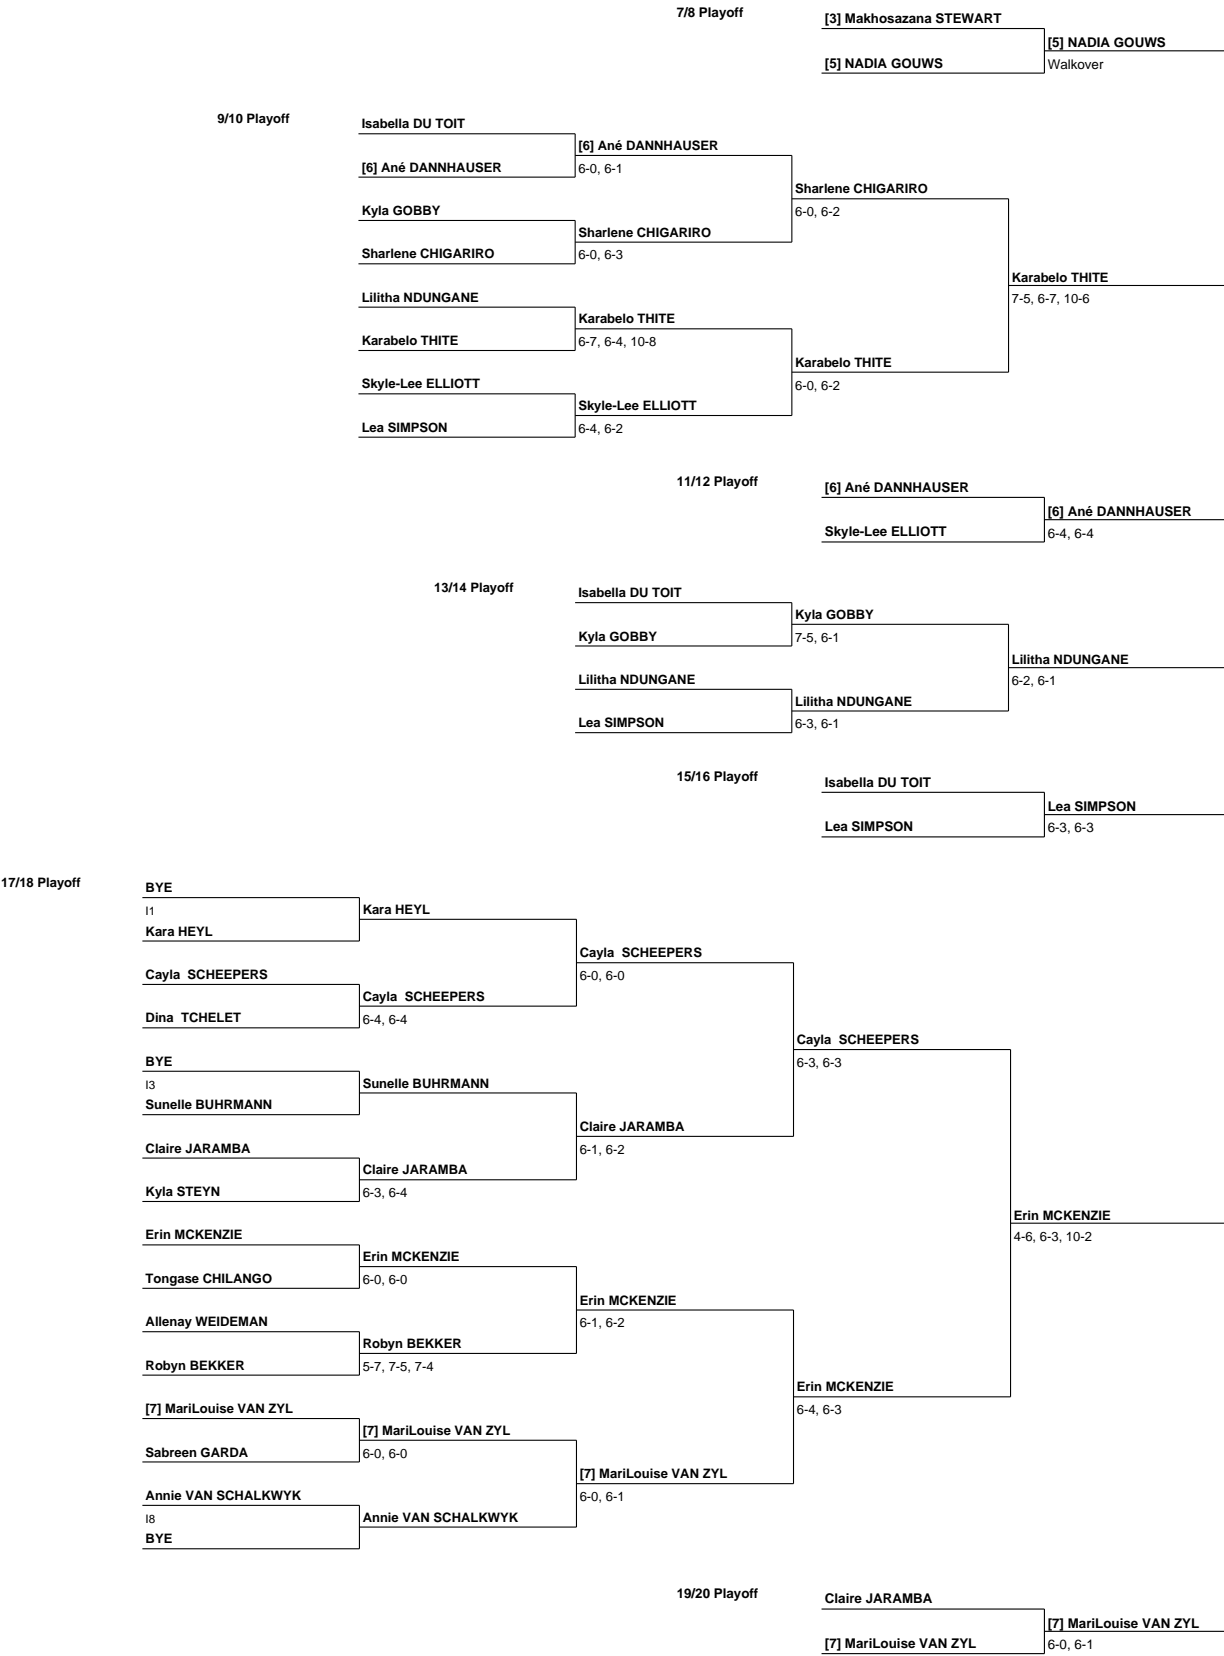 7/8 Playoff
[3] Makhosazana STEWART
[5] NADIA GOUWS
[5] NADIA GOUWS
Walkover
9/10 Playoff
Isabella DU TOIT
[6] Ané DANNHAUSER
[6] Ané DANNHAUSER
6-0, 6-1
Sharlene CHIGARIRO
6-0, 6-2
Kyla GOBBY
Sharlene CHIGARIRO
Sharlene CHIGARIRO
6-0, 6-3
Karabelo THITE
7-5, 6-7, 10-6
Lilitha NDUNGANE
Karabelo THITE
Karabelo THITE
6-7, 6-4, 10-8
Karabelo THITE
6-0, 6-2
Skyle-Lee ELLIOTT
Skyle-Lee ELLIOTT
Lea SIMPSON
6-4, 6-2
11/12 Playoff
[6] Ané DANNHAUSER
[6] Ané DANNHAUSER
Skyle-Lee ELLIOTT
6-4, 6-4
13/14 Playoff
Isabella DU TOIT
Kyla GOBBY
Kyla GOBBY
7-5, 6-1
Lilitha NDUNGANE
6-2, 6-1
Lilitha NDUNGANE
Lilitha NDUNGANE
Lea SIMPSON
6-3, 6-1
15/16 Playoff
Isabella DU TOIT
Lea SIMPSON
Lea SIMPSON
6-3, 6-3
17/18 Playoff
BYE
I1
Kara HEYL
Kara HEYL
Cayla SCHEEPERS
6-0, 6-0
Cayla SCHEEPERS
Cayla SCHEEPERS
Dina TCHELET
6-4, 6-4
Cayla SCHEEPERS
6-3, 6-3
BYE
I3
Sunelle BUHRMANN
Sunelle BUHRMANN
Claire JARAMBA
6-1, 6-2
Claire JARAMBA
Claire JARAMBA
Kyla STEYN
6-3, 6-4
Erin MCKENZIE
4-6, 6-3, 10-2
Erin MCKENZIE
Erin MCKENZIE
Tongase CHILANGO
6-0, 6-0
Erin MCKENZIE
6-1, 6-2
Allenay WEIDEMAN
Robyn BEKKER
Robyn BEKKER
5-7, 7-5, 7-4
Erin MCKENZIE
6-4, 6-3
[7] MariLouise VAN ZYL
[7] MariLouise VAN ZYL
Sabreen GARDA
6-0, 6-0
[7] MariLouise VAN ZYL
6-0, 6-1
Annie VAN SCHALKWYK
I8
Annie VAN SCHALKWYK
BYE
19/20 Playoff
Claire JARAMBA
[7] MariLouise VAN ZYL
[7] MariLouise VAN ZYL
6-0, 6-1